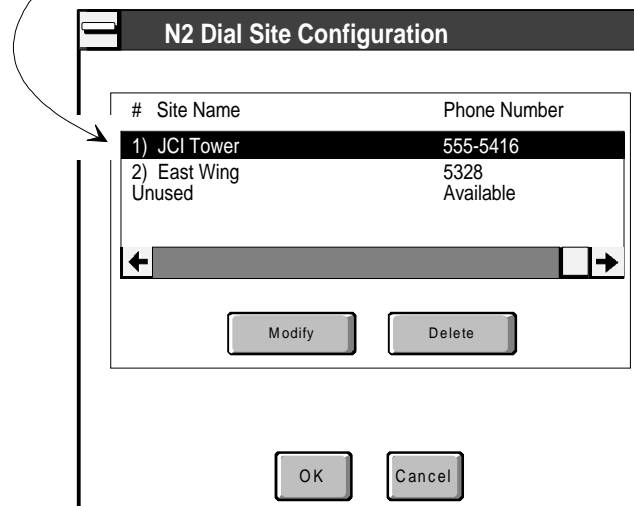 N2 Dial Site Configuration
# Site Name Phone Number
1) JCI Tower 555-5416
2) East Wing 5328
Unused Available
Modify Delete
OK Cancel